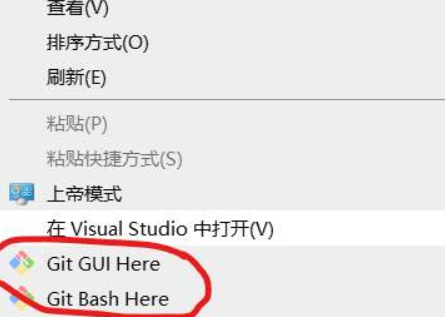 查看(V)
排序方式(O)
刷新(E)
粘贴(P)
粘贴快捷方式(S)
上帝模式
在 Visual Studio 中打开(V)
Git GUI Here
Git Bash Here